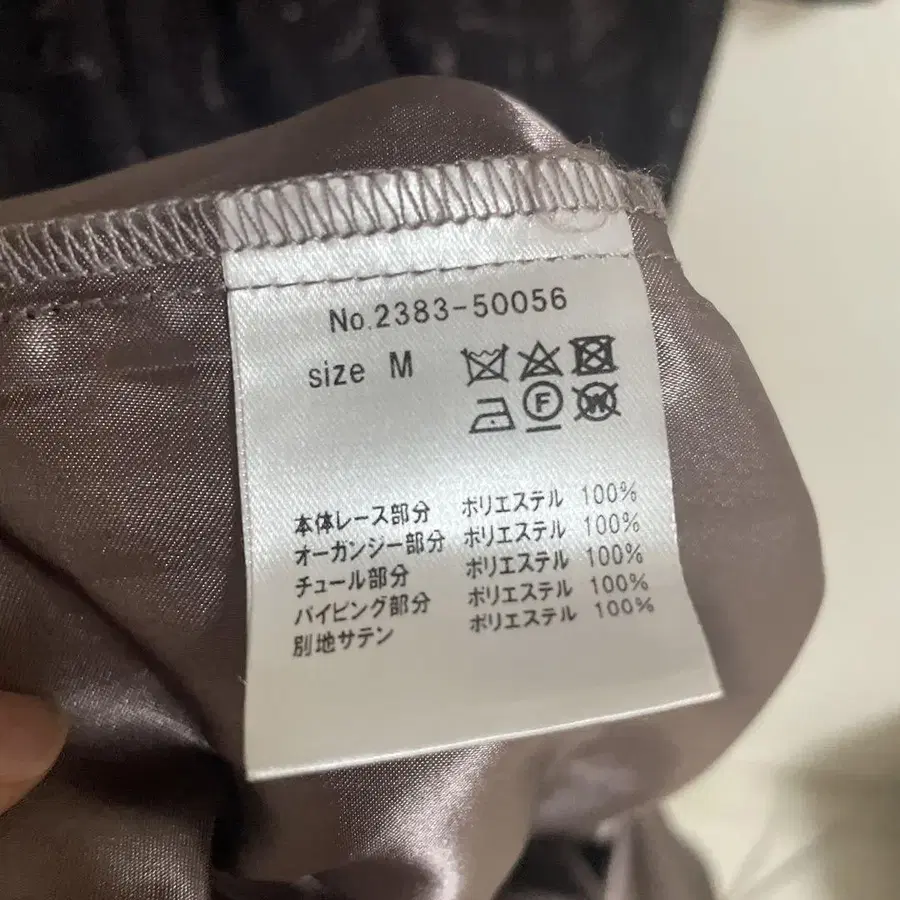 No.2383-50056
size M
F
W
本体レース部分 ポリエステル 100%
オーガンジー部分 ポリエステル 100%
チュール部分 ポリエステル 100%
パイピング部分 ポリエステル 100%
別地サテン ポリエステル 100%